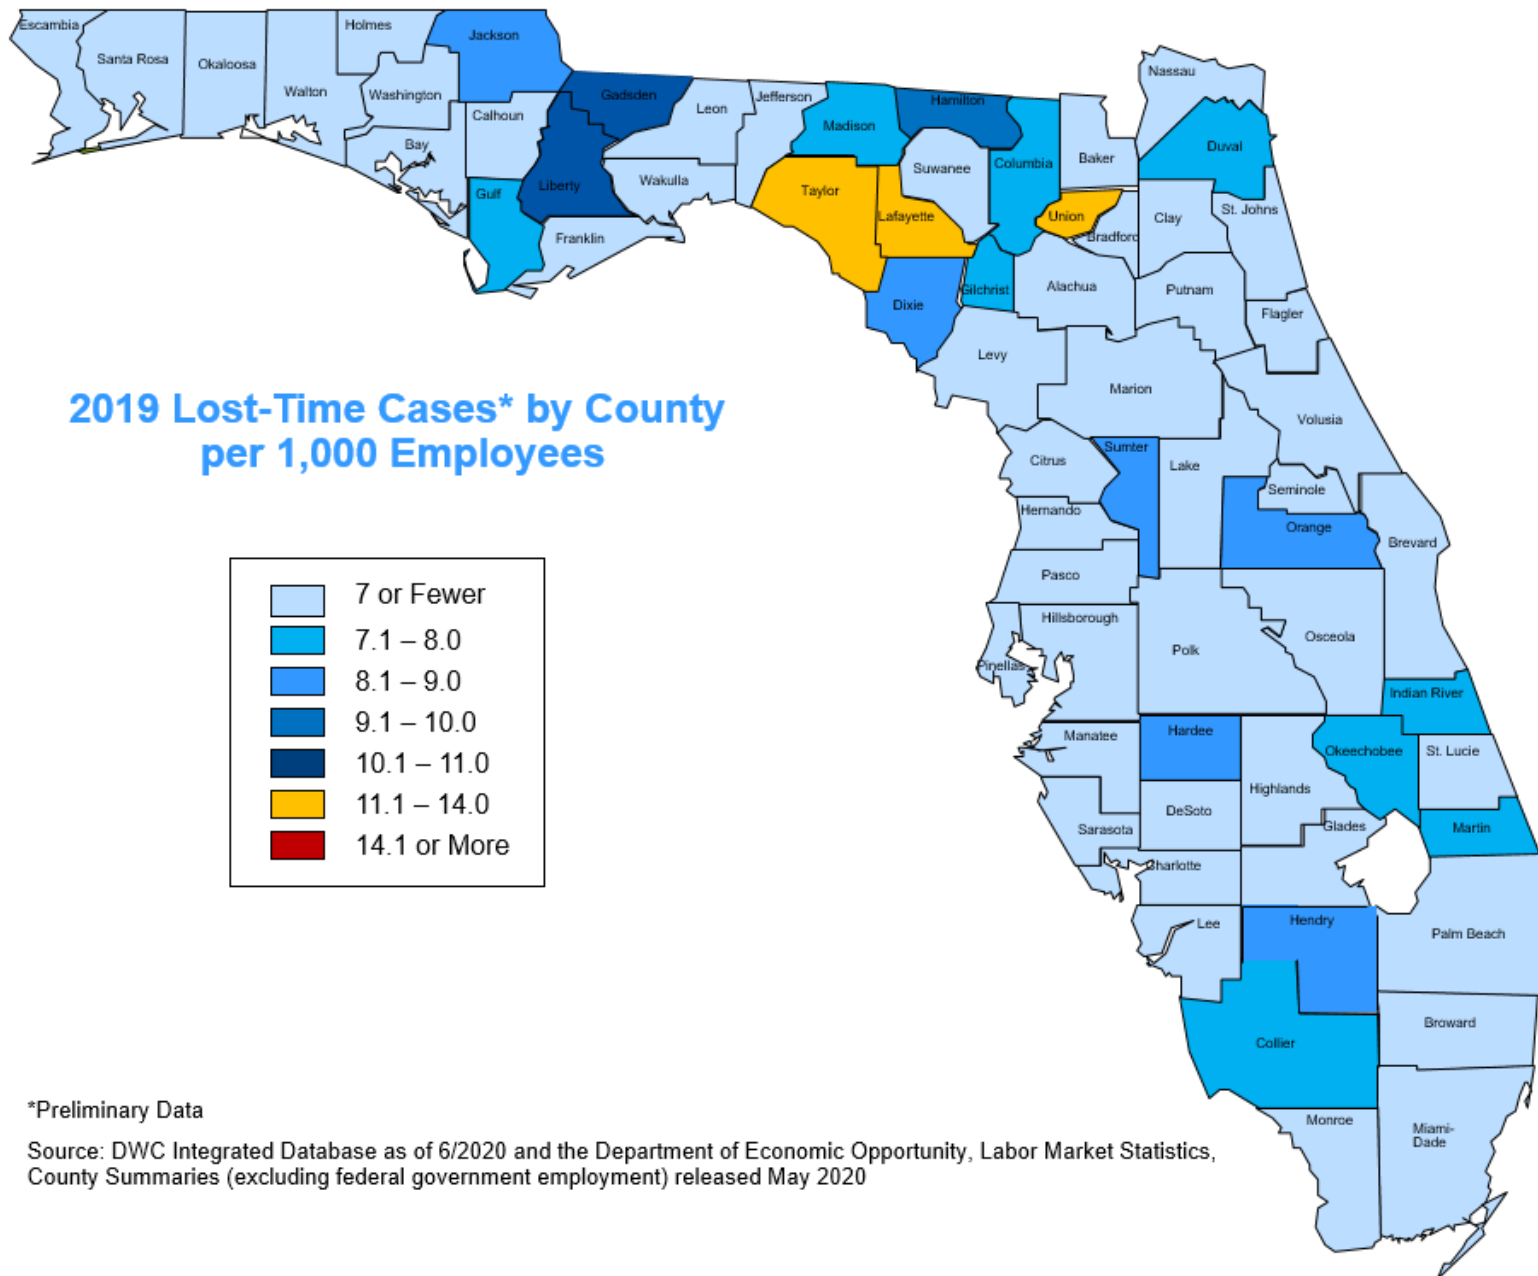 Escambia
Santa Rosa
Okaloosa
Walton
Holmes
Washington
Bay
Jackson
Calhoun
Gulf
Gadsden
Liberty
Franklin
Leon
Wakulla
Jefferson
Madison
Taylor
Hamilton
Suwanee
Lafayette
Dixie
Columbia
Gilchrist
Baker
Union
Bradford
Nassau
Duval
Clay
St. Johns
Alachua
Putnam
Flagler
Levy
Marion
Volusia
Citrus
Sumter
Lake
Seminole
Orange
Brevard
Hernando
Pasco
Hillsborough
Pinellas
Polk
Osceola
Indian River
Manatee
Hardee
Highlands
Okeechobee
St. Lucie
Sarasota
DeSoto
Glades
Martin
Charlotte
Lee
Hendry
Palm Beach
Collier
Broward
Monroe
Miami-
Dade
2019 Lost-Time Cases* by County
per 1,000 Employees
7 or Fewer
7.1 – 8.0
8.1 – 9.0
9.1 – 10.0
10.1 – 11.0
11.1 – 14.0
14.1 or More
*Preliminary Data
Source: DWC Integrated Database as of 6/2020 and the Department of Economic Opportunity, Labor Market Statistics,
County Summaries (excluding federal government employment) released May 2020